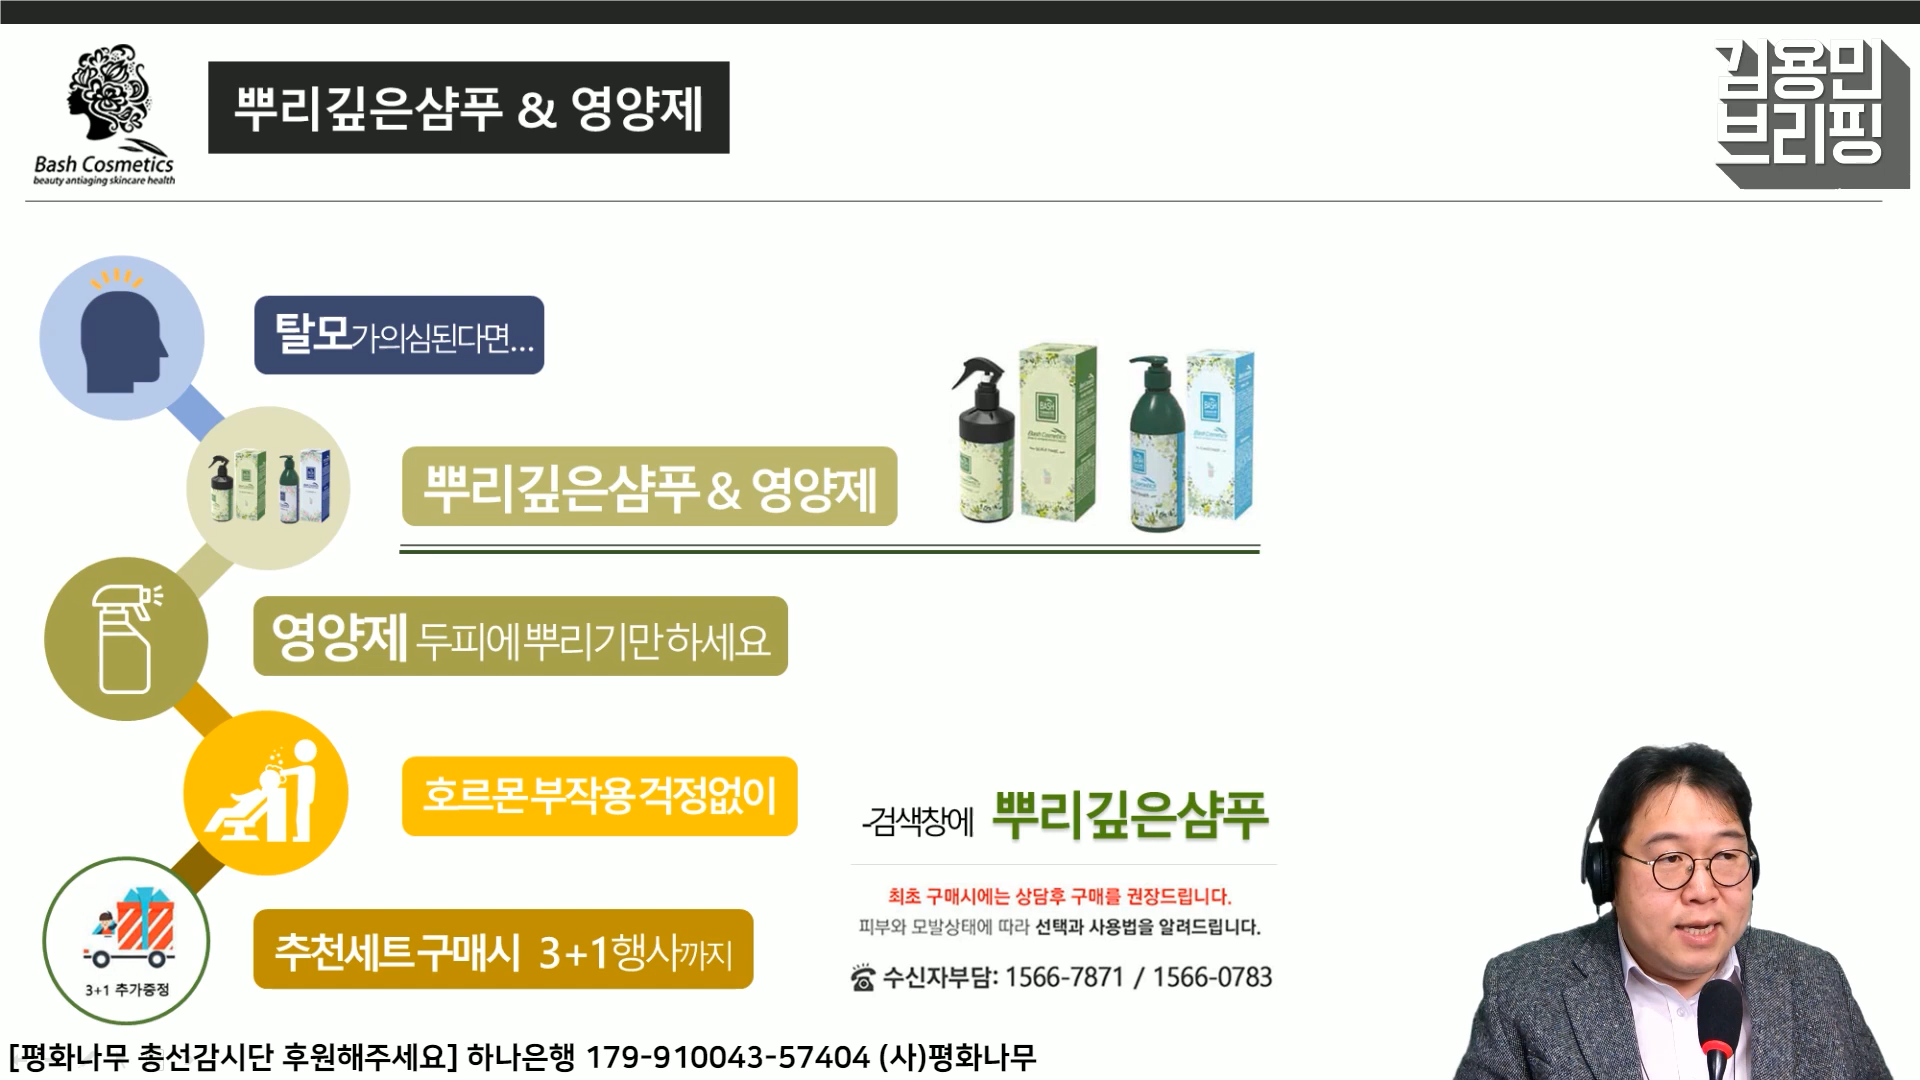 Bash Cosmetics
beauty antiaging skincare health
뿌리깊은샴푸 & 영양제
김용민
브리핑
탈모가의심된다면...
뿌리깊은샴푸 & 영양제
BASH
Bash Cosmetics
BASH
영양제 두피에뿌리기만하세요
호르몬 부작용 걱정없이
-검색창에 뿌리깊은샴푸
최초 구매시에는 상담후 구매를 권장드립니다.
피부와 모발상태에 따라 선택과 사용법을 알려드립니다.
추천세트구매시 3+1행사까지
3+1 추가증정
수신자부담: 1566-7871 / 1566-0783
[평화나무 총선감시단 후원해주세요] 하나은행 179-910043-57404 (사)평화나무